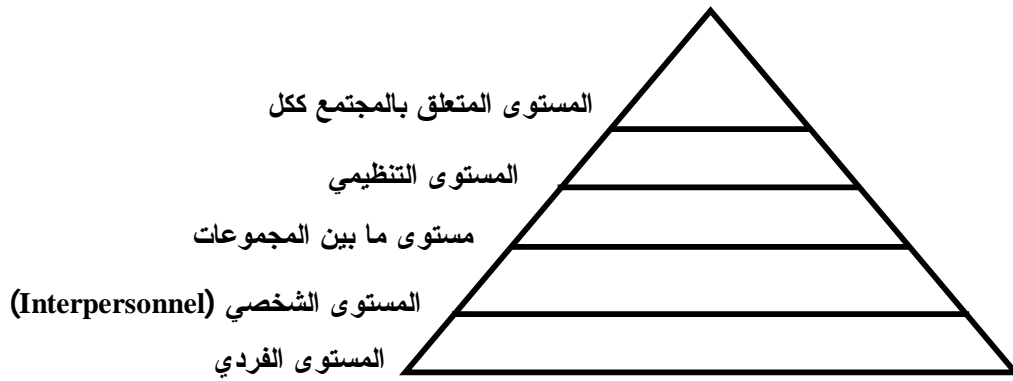 المستوى المتعلق بالمجتمع ككل
المستوى التنظيمي
مستوى ما بين المجموعات
المستوى الشخصي (Interpersonnel)
المستوى الفردي